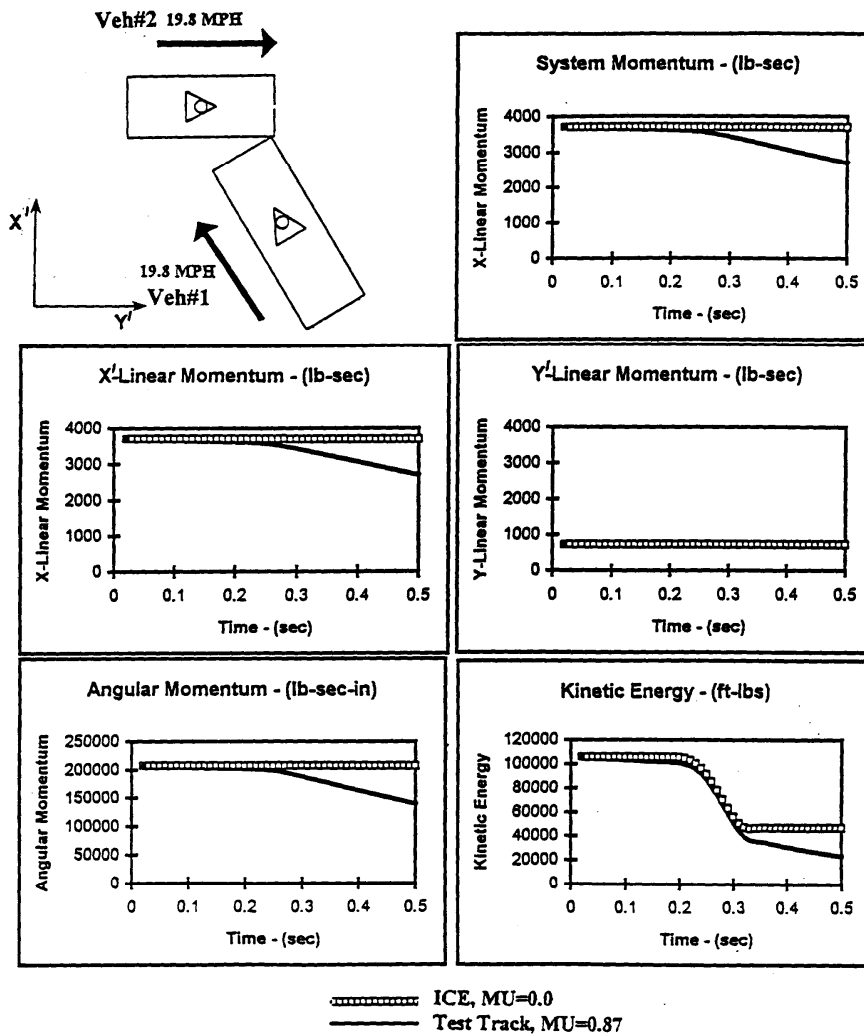 Veh#2 19.8 MPH
X/
Y/
19.8 MPH
Veh#1
System Momentum - (lb-sec)
X-Linear Momentum
4000
3000
2000
1000
0
0 0.1 0.2 0.3 0.4 0.5
Time - (sec)
X/-Linear Momentum - (lb-sec)
X-Linear Momentum
4000
3000
2000
1000
0
0 0.1 0.2 0.3 0.4 0.5
Time - (sec)
Y/-Linear Momentum - (lb-sec)
Y-Linear Momentum
4000
3000
2000
1000
0
0 0.1 0.2 0.3 0.4 0.5
Time - (sec)
Angular Momentum - (lb-sec-in)
Angular Momentum
250000
200000
150000
100000
50000
0
0 0.1 0.2 0.3 0.4 0.5
Time - (sec)
Kinetic Energy - (ft-lbs)
Kinetic Energy
120000
100000
80000
60000
40000
20000
0
0 0.1 0.2 0.3 0.4 0.5
Time - (sec)
ICE, MU=0.0
Test Track, MU=0.87